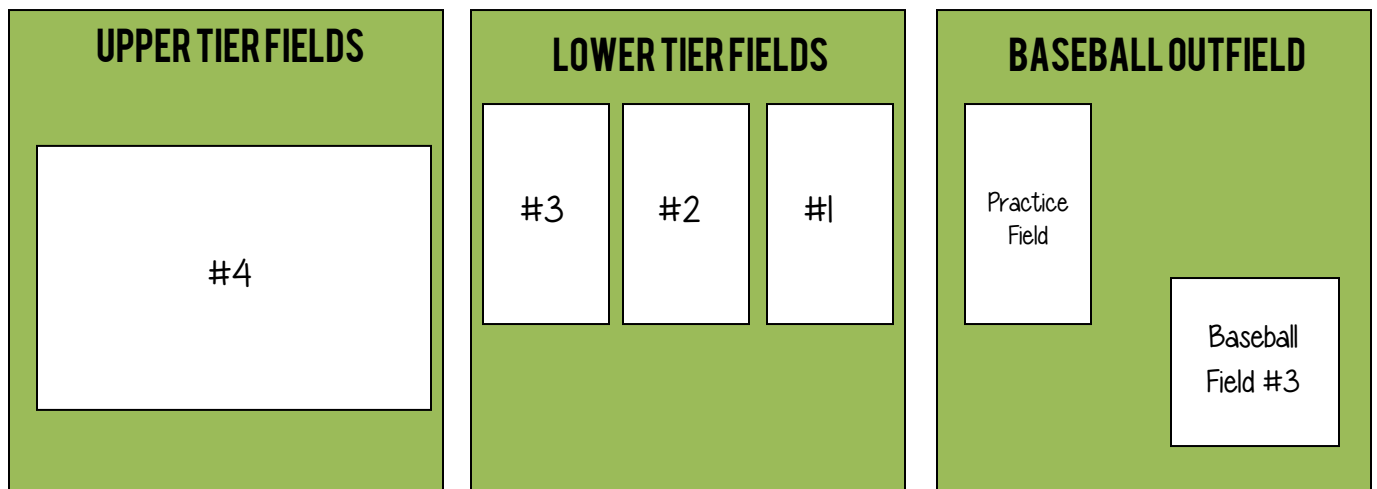 UPPER TIER FIELDS
#4
LOWER TIER FIELDS
#3 #2 #1
BASEBALL OUTFIELD
Practice
Field
Baseball
Field #3